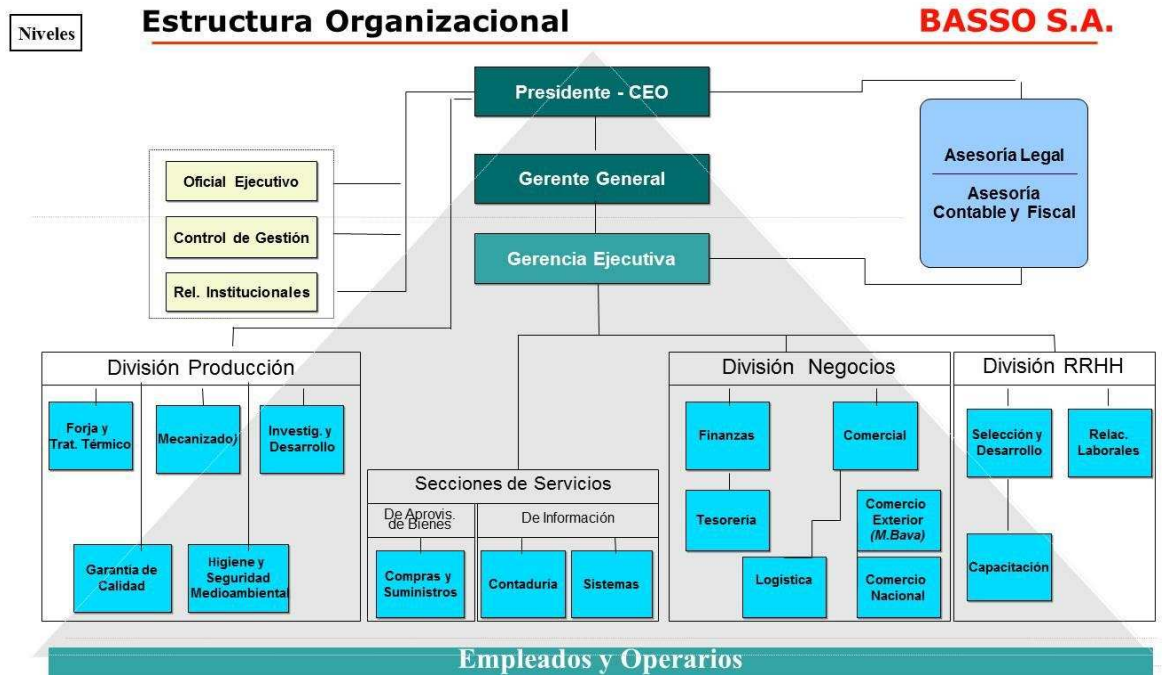 Niveles
Estructura Organizacional
BASSO S.A.
Presidente - CEO
Oficial Ejecutivo
Control de Gestión
Rel. Institucionales
Gerente General
Gerencia Ejecutiva
Asesoría Legal
Asesoría
Contable y Fiscal
División Producción
Forja y
Trat. Térmico
Mecanizado)
Investig. y
Desarrollo
Garantía de
Calidad
Higiene y
Seguridad
Medioambiental
Secciones de Servicios
De Aprovis.
de Bienes
De Información
Compras y
Suministros
Contaduría
Sistemas
División Negocios
Finanzas
Comercial
Tesorería
Comercio
Exterior
(M.Bava)
Logística
Comercio
Nacional
División RRHH
Selección y
Desarrollo
Relac.
Laborales
Capacitación
Empleados y Operarios